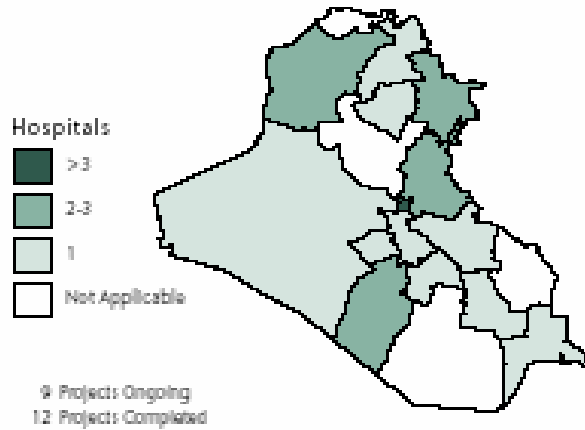 Hospitals
>3
2-3
1
Not Applicable
9 Projects Ongoing
12 Projects Completed